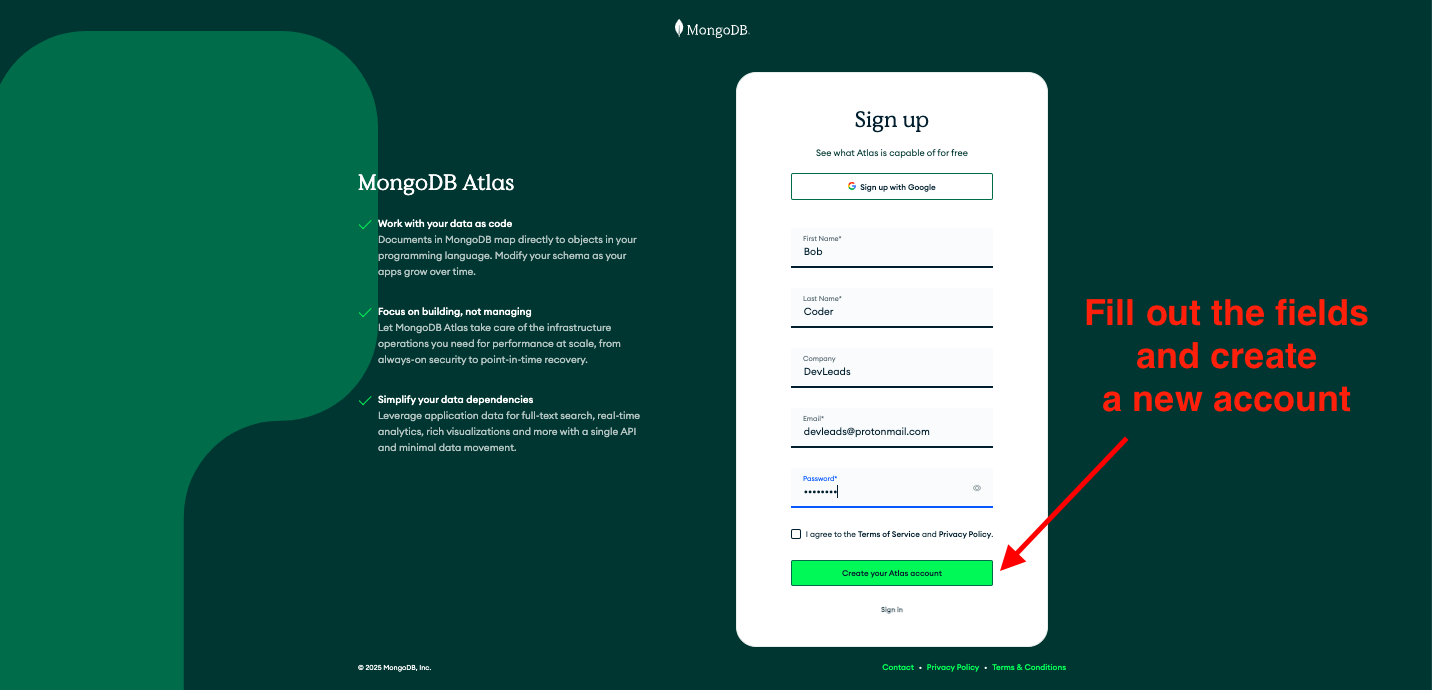 MongoDB.
MongoDB Atlas
Work with your data as code
Documents in MongoDB map directly to objects in your
programming language. Modify your schema as your
apps grow over time.
Focus on building, not managing
Let MongoDB Atlas take care of the infrastructure
operations you need for performance at scale, from
always-on security to point-in-time recovery.
Simplify your data dependencies
Leverage application data for full-text search, real-time
analytics, rich visualizations and more with a single API
and minimal data movement.
Sign up
See what Atlas is capable of for free
Sign up with Google
First Name*
Bob
Last Name*
Coder
Company
DevLeads
Email*
devleads@protonmail.com
Password*
••••••••
I agree to the Terms of Service and Privacy Policy.
Create your Atlas account
Sign In
Fill out the fields
and create
a new account
© 2025 MongoDB, Inc.
Contact • Privacy Policy • Terms & Conditions